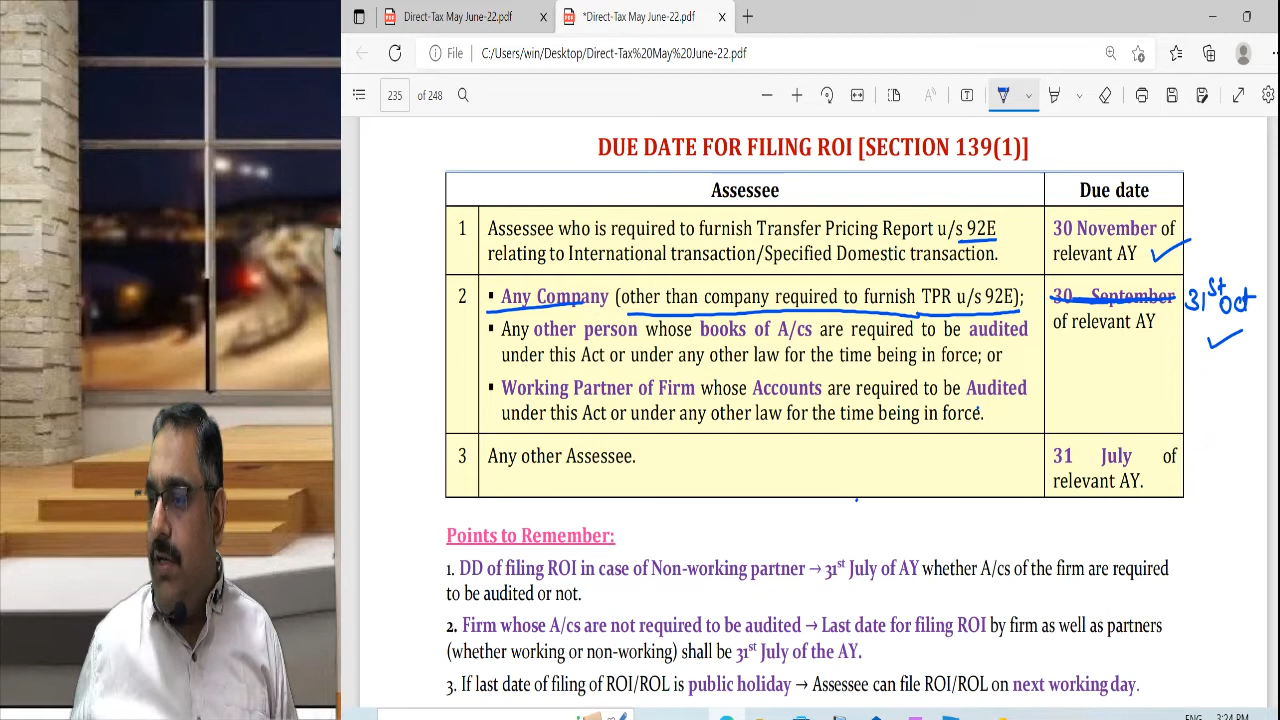 Direct-Tax May June-22.pdf
*Direct-Tax May June-22.pdf
File
C:/Users/win/Desktop/Direct-Tax%20May%20June-22.pdf
235 of 248
DUE DATE FOR FILING ROI [SECTION 139(1)]
Assessee
Due date
1
Assessee who is required to furnish Transfer Pricing Report u/s 92E
relating to International transaction/Specified Domestic transaction.
30 November of
relevant AY
2
▪ Any Company (other than company required to furnish TPR u/s 92E);
▪ Any other person whose books of A/cs are required to be audited
under this Act or under any other law for the time being in force; or
▪ Working Partner of Firm whose Accounts are required to be Audited
under this Act or under any other law for the time being in force.
30 September
of relevant AY
31st Oct
3
Any other Assessee.
31 July of
relevant AY.
Points to Remember:
1. DD of filing ROI in case of Non-working partner → 31st July of AY whether A/cs of the firm are required
to be audited or not.
2. Firm whose A/cs are not required to be audited → Last date for filing ROI by firm as well as partners
(whether working or non-working) shall be 31st July of the AY.
3. If last date of filing of ROI/ROL is public holiday → Assessee can file ROI/ROL on next working day.
ENG 3:24 PM